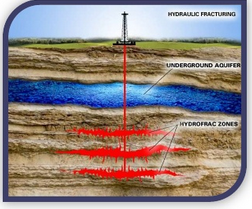 HYDRAULIC FRACTURING
UNDERGROUND AQUIFER
HYDROFRAC ZONES